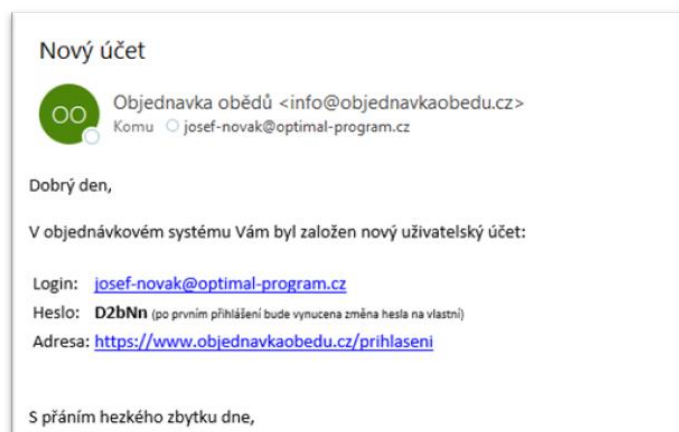 Nový účet
OO
Objednavka obědů <info@objednavkaobedu.cz>
Komu josef-novak@optimal-program.cz
Dobrý den,
V objednávkovém systému Vám byl založen nový uživatelský účet:
Login: josef-novak@optimal-program.cz
Heslo: D2bNn (po prvním přihlášení bude vynucena změna hesla na vlastní)
Adresa: https://www.objednavkaobedu.cz/prihlaseni
S přáním hezkého zbytku dne,